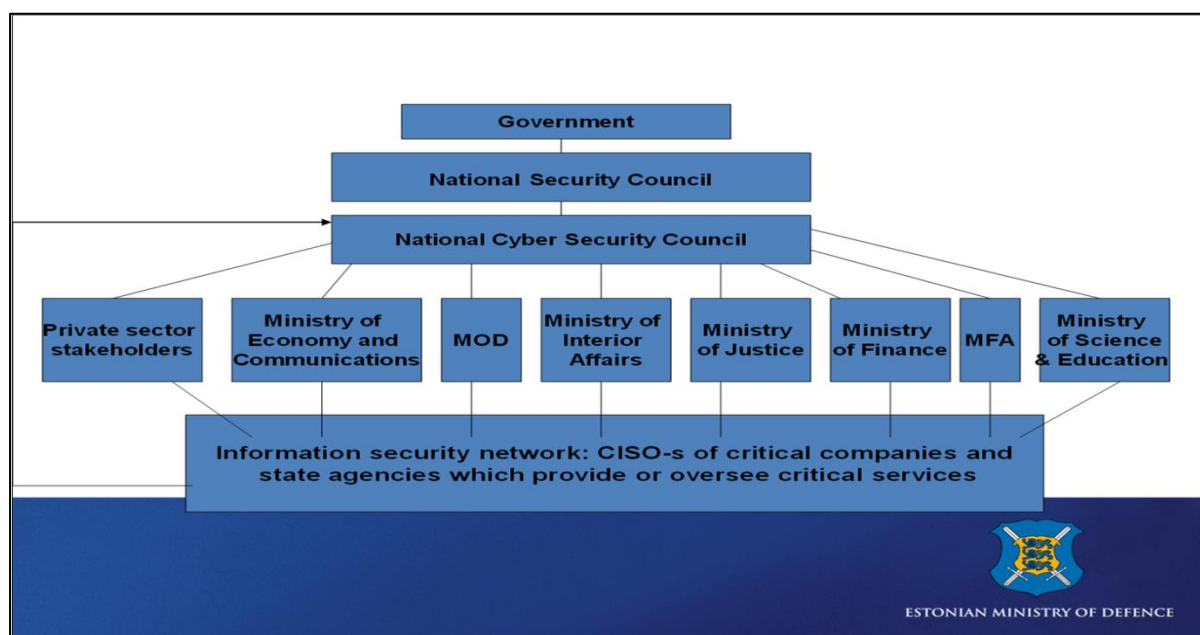 Government
National Security Council
National Cyber Security Council
Private sector
stakeholders
Ministry of
Economy and
Communications
MOD
Ministry of
Interior
Affairs
Ministry
of Justice
Ministry
of Finance
MFA
Ministry
of Science
& Education
Information security network: CISO-s of critical companies and
state agencies which provide or oversee critical services
ESTONIAN MINISTRY OF DEFENCE